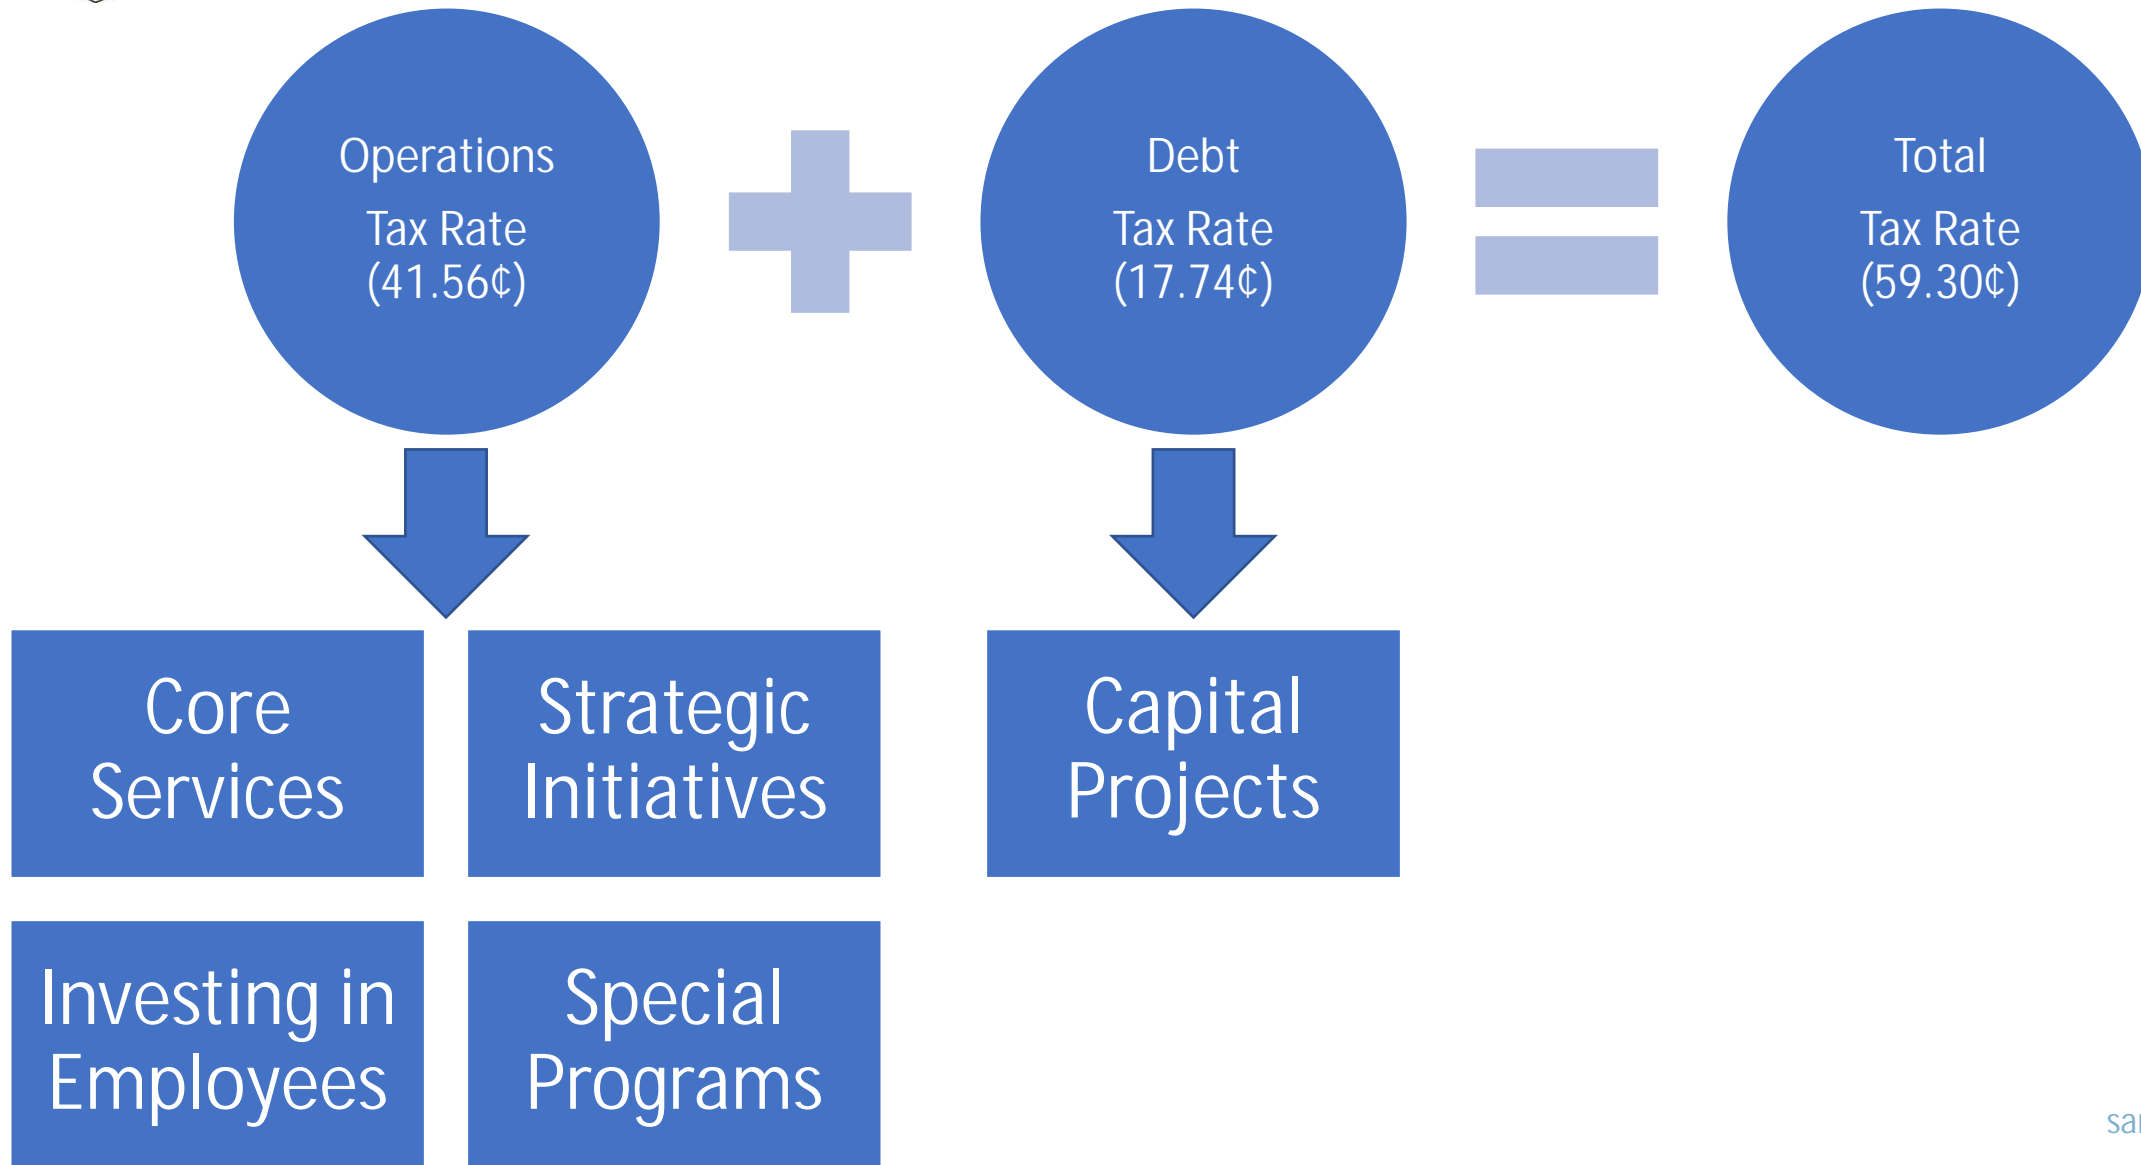 Operations
Tax Rate
(41.56¢)
Debt
Tax Rate
(17.74¢)
Total
Tax Rate
(59.30¢)
Core
Services
Strategic
Initiatives
Capital
Projects
Investing in
Employees
Special
Programs